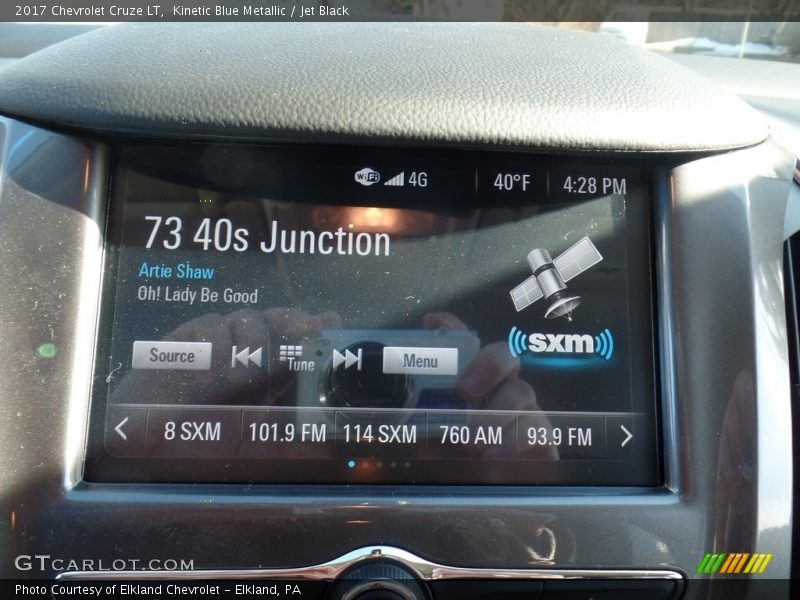 2017 Chevrolet Cruze LT,  Kinetic Blue Metallic / Jet Black
WiFi 4G 40°F 4:28 PM
73 40s Junction
Artie Shaw
Oh! Lady Be Good
sxm
Source Tune Menu
8 SXM 101.9 FM 114 SXM 760 AM 93.9 FM
GTCARLOT.COM
Photo Courtesy of Elkland Chevrolet – Elkland, PA